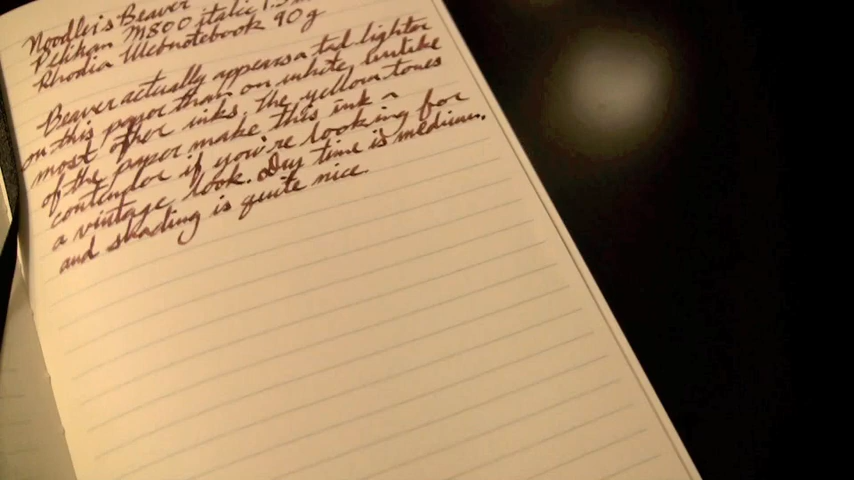 Noodler's Beaver
Pelikan M800 italic 1.5
Rhodia Webnotebook 90g
Beaver actually appears a tad lighter
on this paper than on white, unlike
most other inks. The yellow tones
of the paper make this ink a
contender if you're looking for
a vintage look. Dry time is medium,
and shading is quite nice.